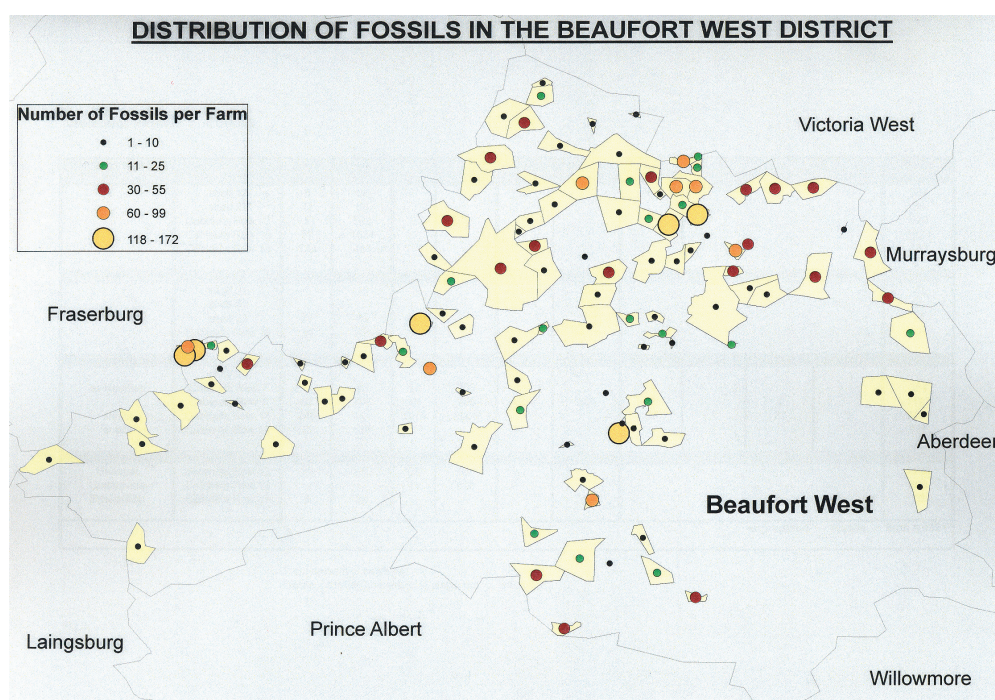 DISTRIBUTION OF FOSSILS IN THE BEAUFORT WEST DISTRICT
Number of Fossils per Farm
1 - 10
11 - 25
30 - 55
60 - 99
118 - 172
Victoria West
Murraysburg
Fraserburg
Aberdeen
Beaufort West
Prince Albert
Laingsburg
Willowmore